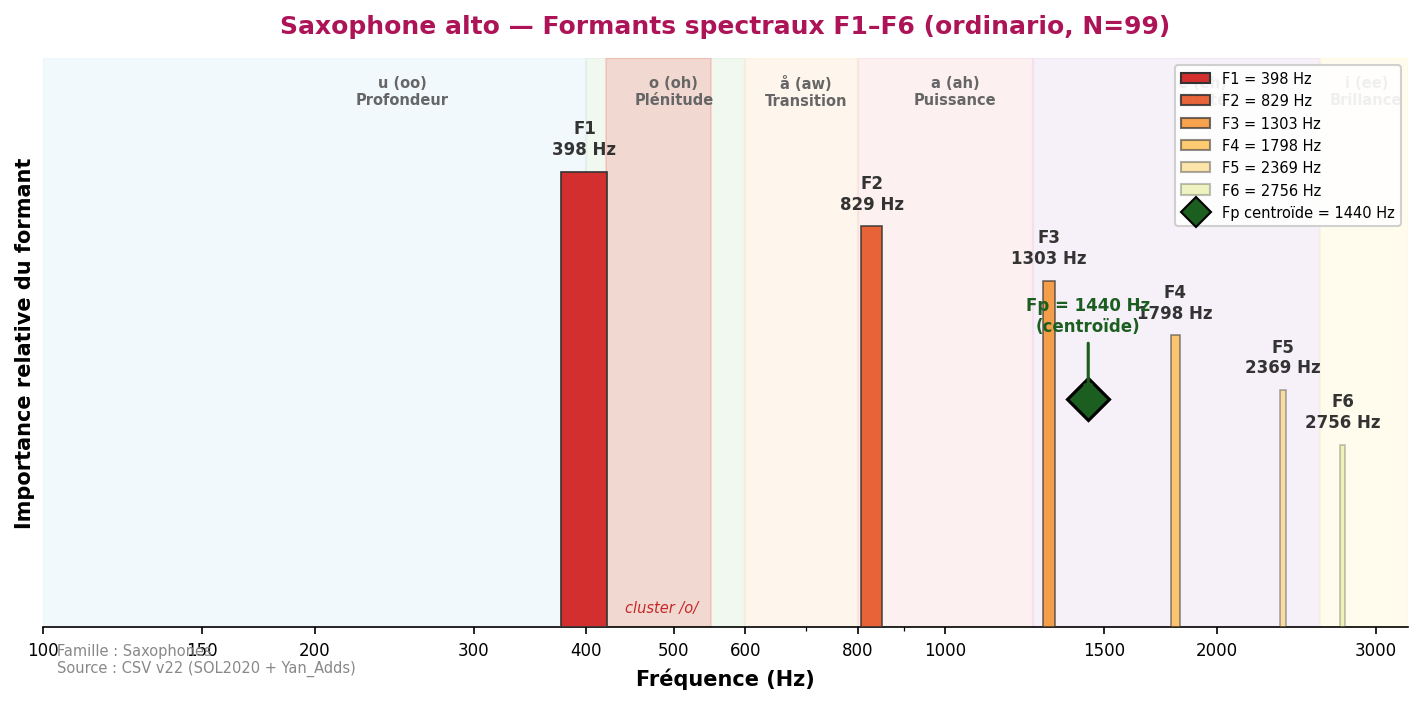 Saxophone alto — Formants spectraux F1–F6 (ordinario, N=99)
Importance relative du formant
u (oo)
Profondeur
o (oh)
Plénitude
å (aw)
Transition
a (ah)
Puissance
i (ee)
Brillance
F1 = 398 Hz
F2 = 829 Hz
F3 = 1303 Hz
F4 = 1798 Hz
F5 = 2369 Hz
F6 = 2756 Hz
Fp centroïde = 1440 Hz
F1
398 Hz
F2
829 Hz
F3
1303 Hz
Fp = 1440 Hz
(centroïde)
F4
1798 Hz
F5
2369 Hz
F6
2756 Hz
cluster /o/
100 150 200 300 400 500 600 800 1000 1500 2000 3000
Famille : Saxophones
Source : CSV v22 (SOL2020 + Yan_Adds)
Fréquence (Hz)